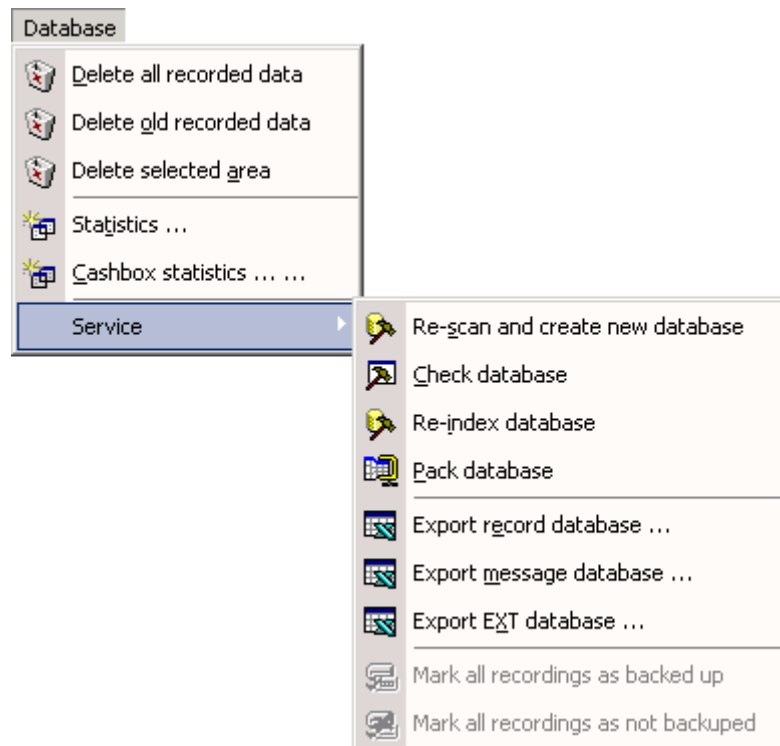 Database
Delete all recorded data
Delete old recorded data
Delete selected area
Statistics ...
Cashbox statistics ... ...
Service
Re-scan and create new database
Check database
Re-index database
Pack database
Export record database ...
Export message database ...
Export EXT database ...
Mark all recordings as backed up
Mark all recordings as not backuped